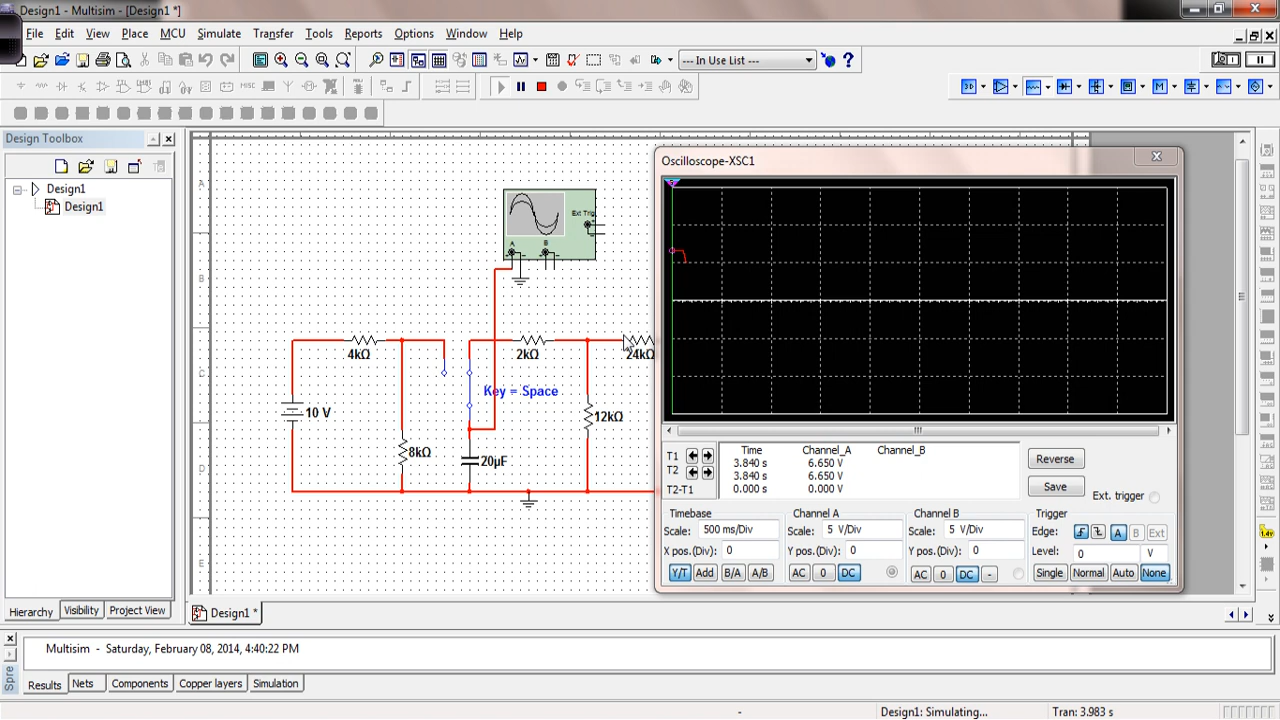 Design1 - Multisim - [Design1 *]
File Edit View Place MCU Simulate Transfer Tools Reports Options Window Help
--- In Use List ---
Design Toolbox
Design1
Design1
Hierarchy Visibility Project View
A
B
C
D
E
Ext Trig
A B
4kΩ
2kΩ
24kΩ
Key = Space
10 V
12kΩ
8kΩ
20µF
Oscilloscope-XSC1
T1
T2
T2-T1
Time Channel_A Channel_B
3.840 s 6.650 V
3.840 s 6.650 V
0.000 s 0.000 V
Reverse
Save
Ext. trigger
Timebase
Scale: 500 ms/Div
X pos.(Div): 0
Y/T Add B/A A/B
Channel A
Scale: 5 V/Div
Y pos.(Div): 0
AC 0 DC
Channel B
Scale: 5 V/Div
Y pos.(Div): 0
AC 0 DC -
Trigger
Edge: A B Ext
Level: 0 V
Single Normal Auto None
Design1 *
Multisim - Saturday, February 08, 2014, 4:40:22 PM
Spre
Results Nets Components Copper layers Simulation
- Design1: Simulating... Tran: 3.983 s